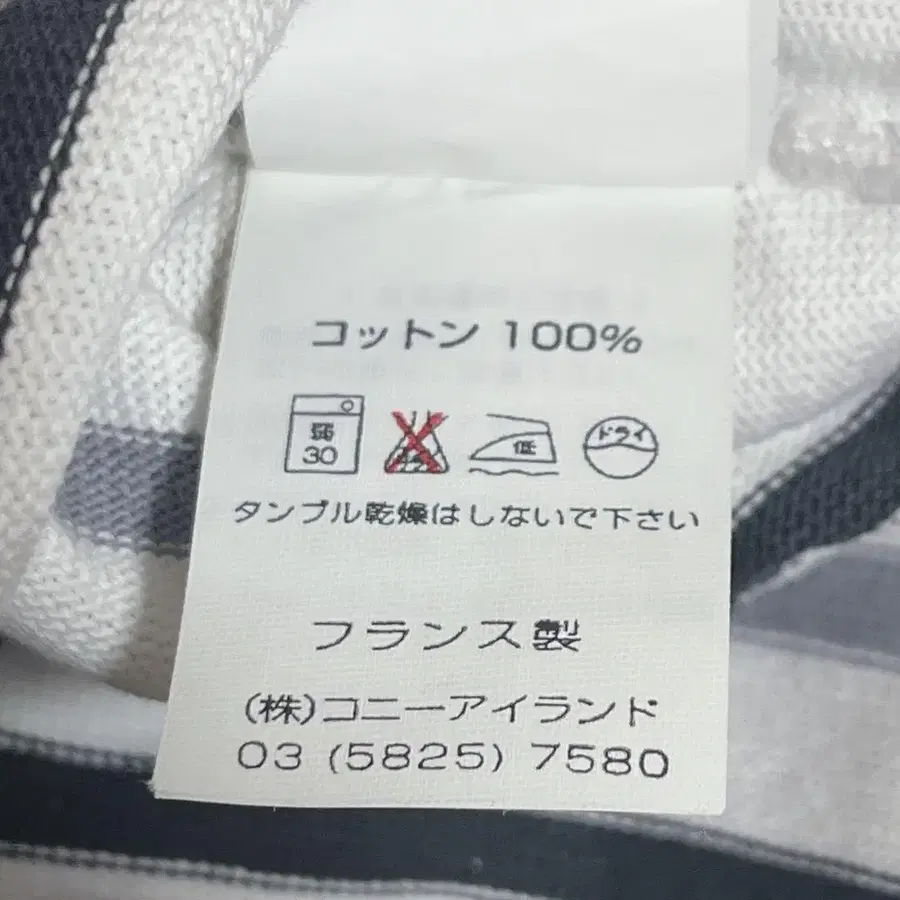 コットン 100%
弱
30
低
ドライ
タンブル乾燥はしないで下さい
フランス製
(株)コニーアイランド
03 (5825) 7580